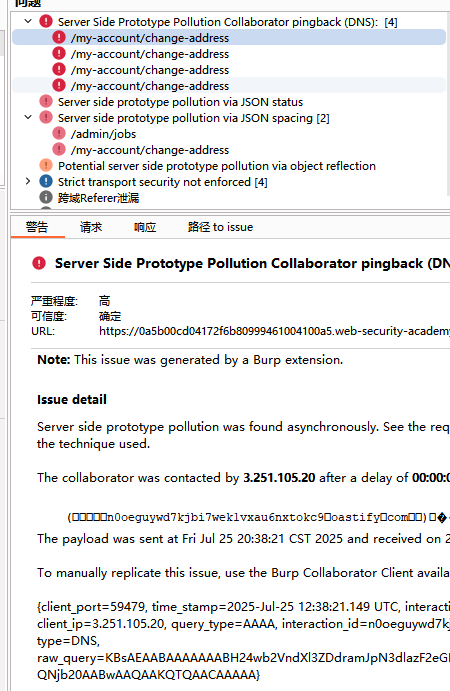 问题
Server Side Prototype Pollution Collaborator pingback (DNS): [4]
/my-account/change-address
/my-account/change-address
/my-account/change-address
/my-account/change-address
Server side prototype pollution via JSON status
Server side prototype pollution via JSON spacing [2]
/admin/jobs
/my-account/change-address
Potential server side prototype pollution via object reflection
Strict transport security not enforced [4]
跨域Referer泄漏
警告 请求 响应 路径 to issue
Server Side Prototype Pollution Collaborator pingback (DN
严重程度: 高
可信度: 确定
URL: https://0a5b00cd04172f6b80999461004100a5.web-security-academy
Note: This issue was generated by a Burp extension.
Issue detail
Server side prototype pollution was found asynchronously. See the req
the technique used.
The collaborator was contacted by 3.251.105.20 after a delay of 00:00:0
( n0oeguywd7kjbi7weklvxau6nxtokc9 oastify com )
The payload was sent at Fri Jul 25 20:38:21 CST 2025 and received on 2
To manually replicate this issue, use the Burp Collaborator Client availa
{client_port=59479, time_stamp=2025-Jul-25 12:38:21.149 UTC, interacti
client_ip=3.251.105.20, query_type=AAAA, interaction_id=n0oeguywd7kj
type=DNS,
raw_query=KBsAEAABAAAAAAABH24wb2VndXl3ZDdramJpN3dlazF2eG
QNjb20AABwAAQAAKQTQAACAAAAA}